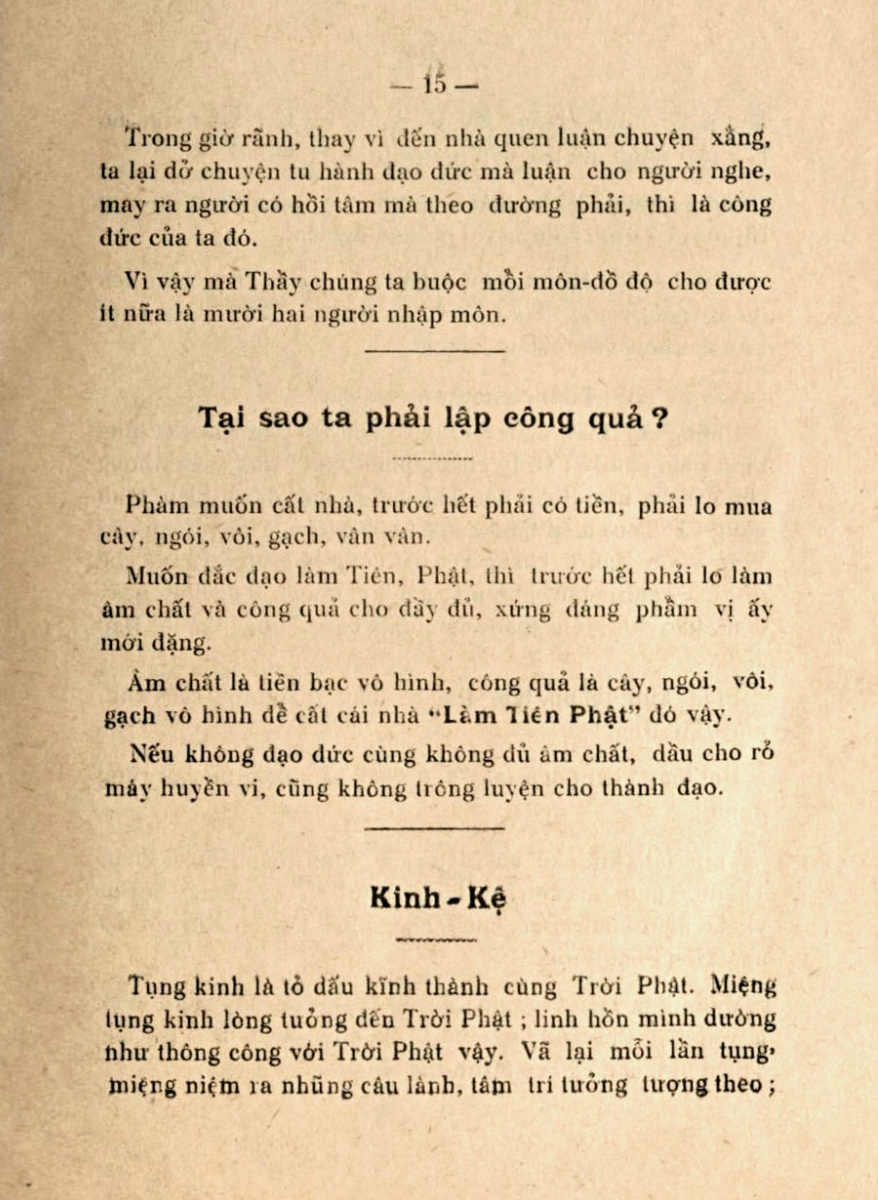 — 15 —
Trong giờ rãnh, thay vì đến nhà quen luận chuyện xằng,
ta lại dở chuyện tu hành đạo đức mà luận cho người nghe,
may ra người có hồi tâm mà theo đường phải, thì là công
đức của ta đó.
Vì vậy mà Thầy chúng ta buộc mỗi môn-đồ độ cho được
ít nữa là mười hai người nhập môn.
Tại sao ta phải lập công quả ?
Phàm muốn cất nhà, trước hết phải có tiền, phải lo mua
cây, ngói, vôi, gạch, vân vân.
Muốn đắc đạo làm Tiên, Phật, thì trước hết phải lo làm
âm chất và công quả cho đầy đủ, xứng đáng phẩm vị ấy
mới đặng.
Âm chất là tiền bạc vô hình, công quả là cây, ngói, vôi,
gạch vô hình để cất cái nhà “Làm Tiên Phật” đó vậy.
Nếu không đạo đức cùng không đủ âm chất, dầu cho rỏ
máy huyền vi, cũng không trông luyện cho thành đạo.
Kinh - Kệ
Tụng kinh là tỏ dấu kĩnh thành cùng Trời Phật. Miệng
tụng kinh lòng tuởng đến Trời Phật ; linh hồn mình dường
như thông công với Trời Phật vậy. Vã lại mỗi lần tụng,
miệng niệm ra nhũng câu lành, tâm trí tưởng tượng theo ;